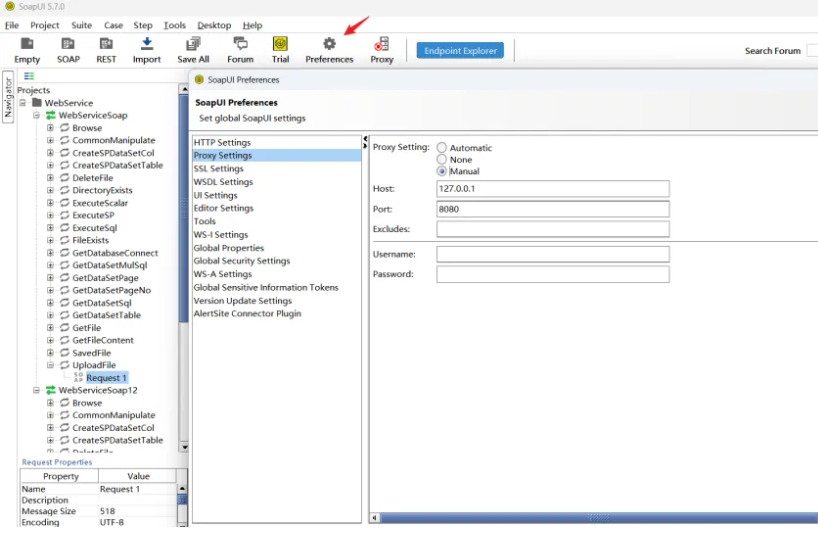 SoapUI 5.7.0
File Project Suite Case Step Tools Desktop Help
Empty SOAP REST Import Save All Forum Trial Preferences Proxy Endpoint Explorer Search Forum
Navigator
Projects
WebService
WebServiceSoap
Browse
CommonManipulate
CreateSPDataSetCol
CreateSPDataSetTable
DeleteFile
DirectoryExists
ExecuteScalar
ExecuteSP
ExecuteSql
FileExists
GetDatabaseConnect
GetDataSetMulSql
GetDataSetPage
GetDataSetPageNo
GetDataSetSql
GetDataSetTable
GetFile
GetFileContent
SavedFile
UploadFile
Request 1
WebServiceSoap12
Browse
CommonManipulate
CreateSPDataSetCol
CreateSPDataSetTable
DeleteFile
Request Properties
Property Value
Name Request 1
Description
Message Size 518
Encoding UTF-8
SoapUI Preferences
SoapUI Preferences
Set global SoapUI settings
HTTP Settings
Proxy Settings
SSL Settings
WSDL Settings
UI Settings
Editor Settings
Tools
WS-I Settings
Global Properties
Global Security Settings
WS-A Settings
Global Sensitive Information Tokens
Version Update Settings
AlertSite Connector Plugin
Proxy Setting: Automatic
None
Manual
Host: 127.0.0.1
Port: 8080
Excludes:
Username:
Password: